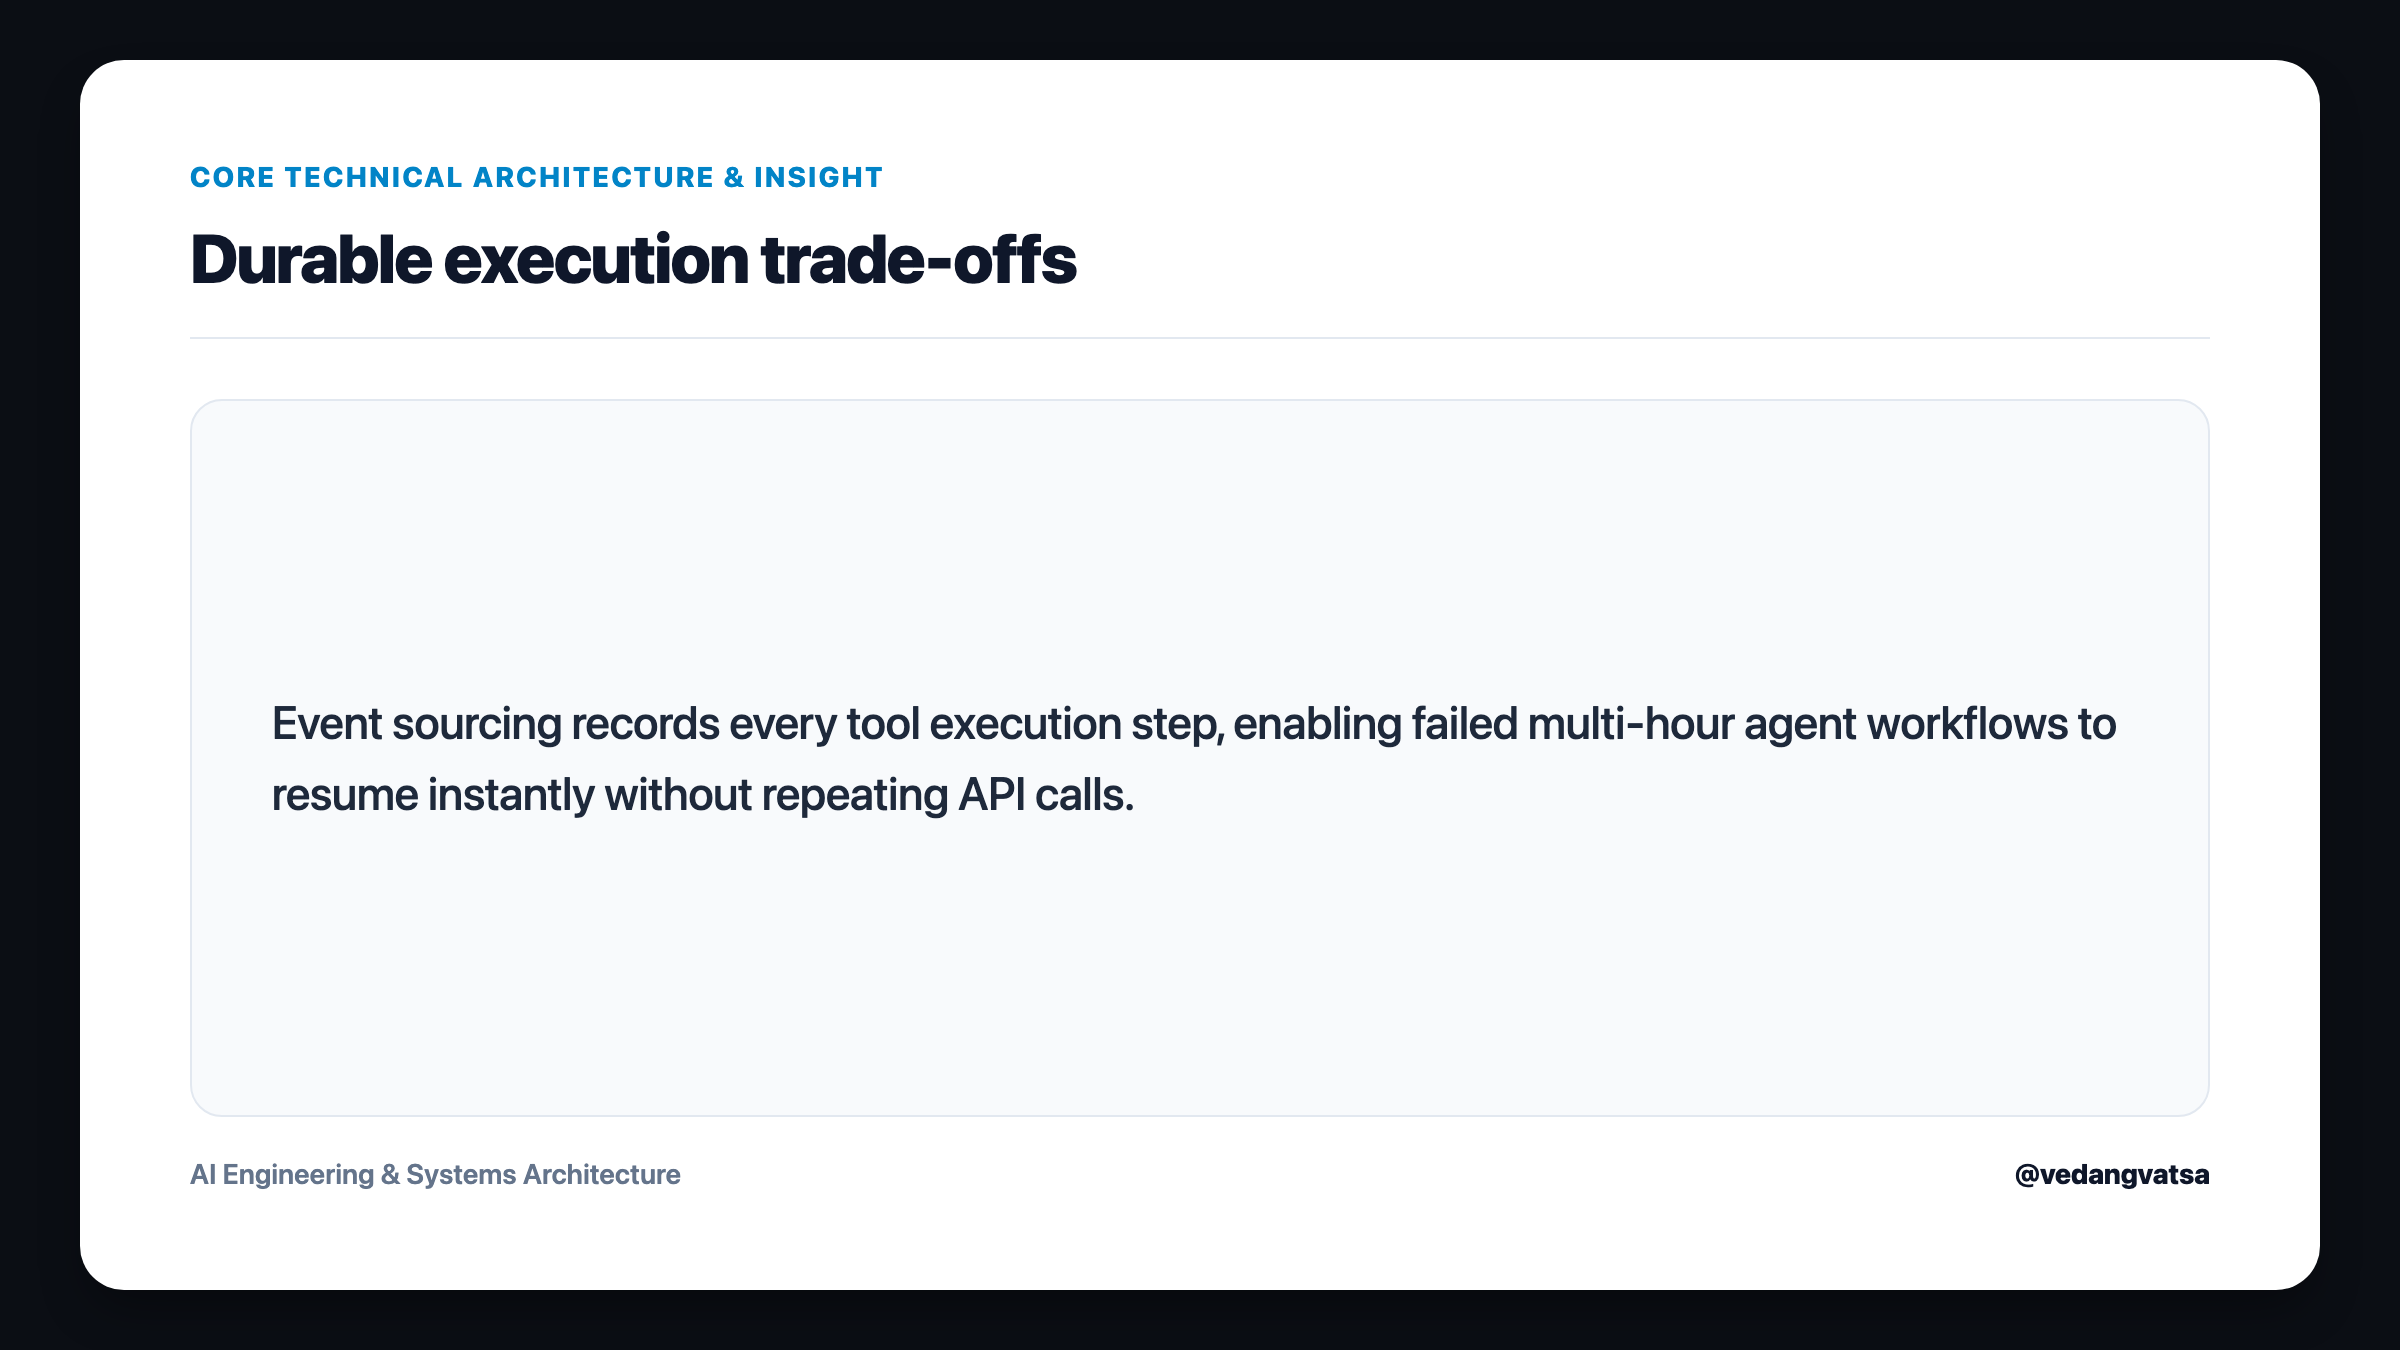 CORE TECHNICAL ARCHITECTURE & INSIGHT
Durable execution trade-offs
Event sourcing records every tool execution step, enabling failed multi-hour agent workflows to
resume instantly without repeating API calls.
AI Engineering & Systems Architecture
@vedangvatsa